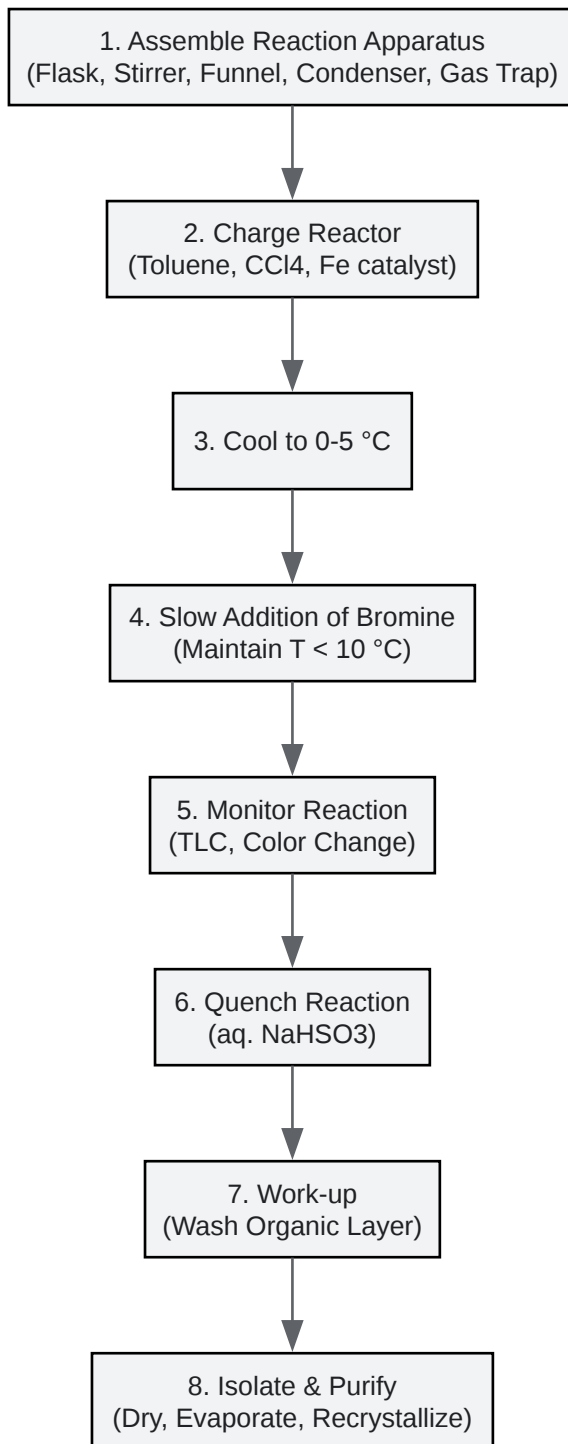 1. Assemble Reaction Apparatus
(Flask, Stirrer, Funnel, Condenser, Gas Trap)
2. Charge Reactor
(Toluene, CCl4, Fe catalyst)
3. Cool to 0-5 °C
4. Slow Addition of Bromine
(Maintain T < 10 °C)
5. Monitor Reaction
(TLC, Color Change)
6. Quench Reaction
(aq. NaHSO3)
7. Work-up
(Wash Organic Layer)
8. Isolate & Purify
(Dry, Evaporate, Recrystallize)